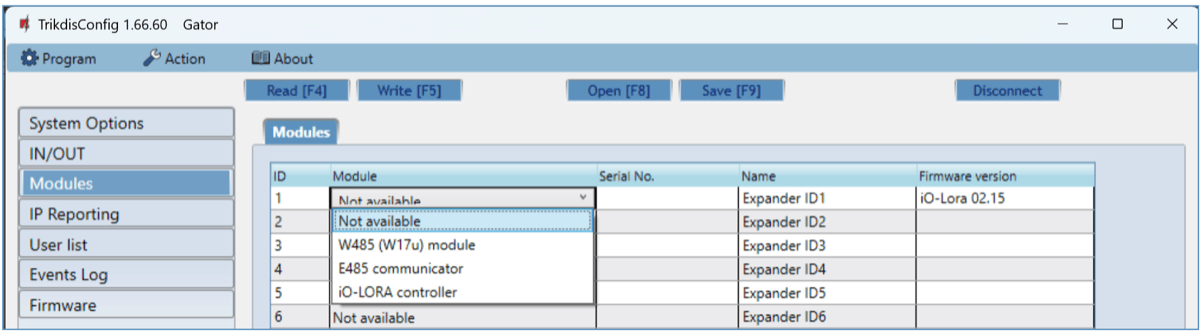 TrikdisConfig 1.66.60 Gator
Program Action About
Read [F4] Write [F5] Open [F8] Save [F9] Disconnect
System Options
IN/OUT
Modules
IP Reporting
User list
Events Log
Firmware
Modules
ID Module Serial No. Name Firmware version
1 Not available Expander ID1 iO-Lora 02.15
2 Not available Expander ID2
3 W485 (W17u) module Expander ID3
4 E485 communicator Expander ID4
5 iO-LORA controller Expander ID5
6 Not available Expander ID6